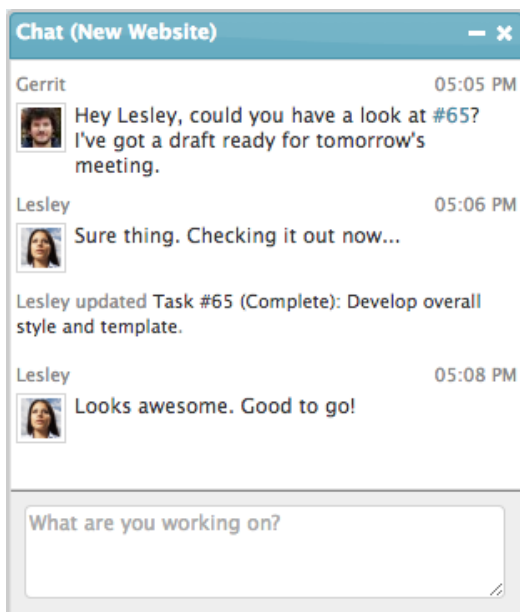 Chat (New Website)
Gerrit 05:05 PM
Hey Lesley, could you have a look at #65?
I've got a draft ready for tomorrow's
meeting.
Lesley 05:06 PM
Sure thing. Checking it out now...
Lesley updated Task #65 (Complete): Develop overall
style and template.
Lesley 05:08 PM
Looks awesome. Good to go!
What are you working on?